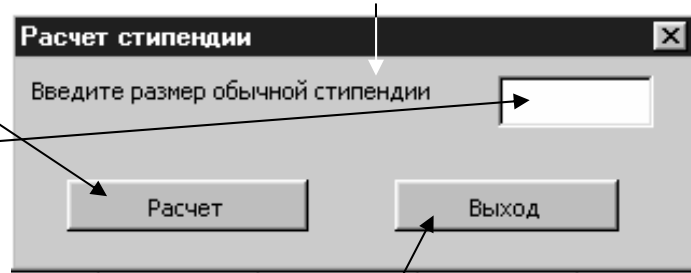 Расчет стипендии
Введите размер обычной стипендии
Расчет
Выход